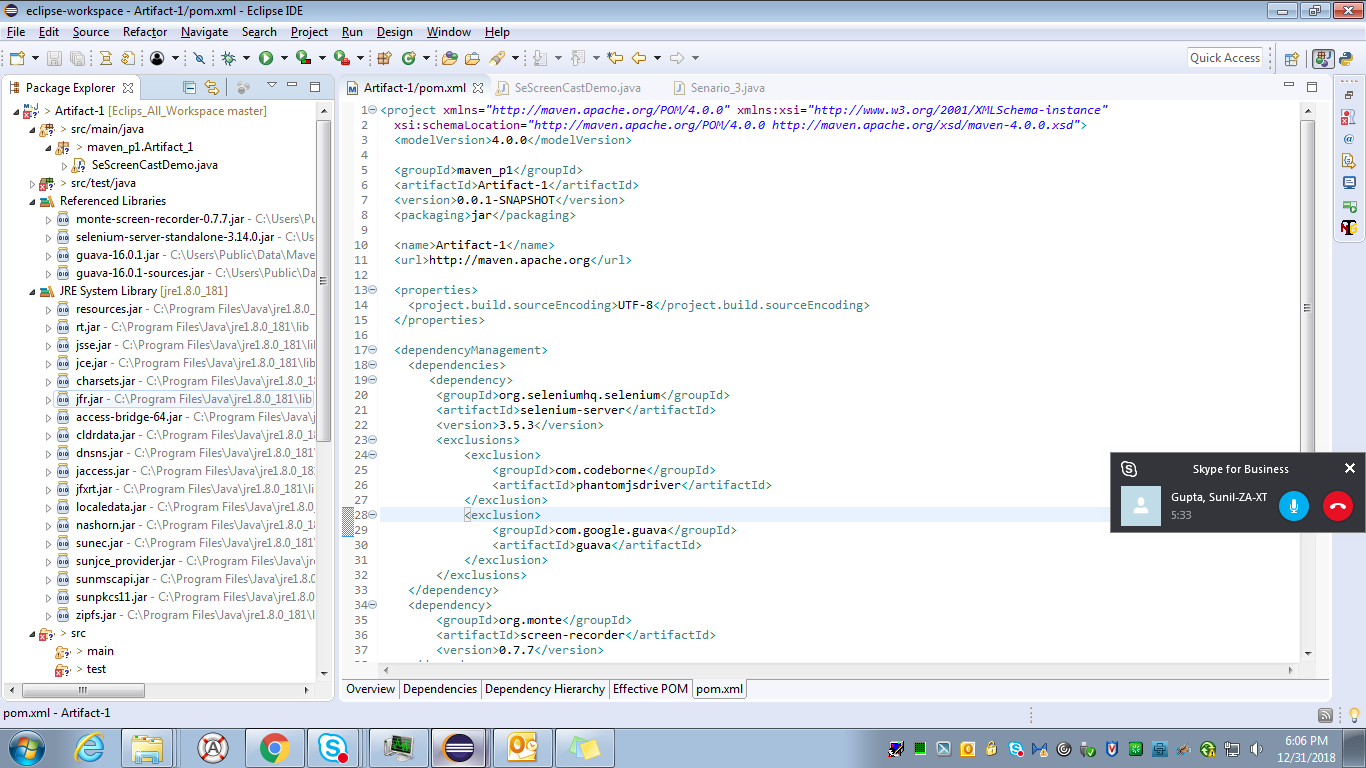 eclipse-workspace - Artifact-1/pom.xml - Eclipse IDE
File Edit Source Refactor Navigate Search Project Run Design Window Help
Quick Access
Package Explorer
Artifact-1/pom.xml SeScreenCastDemo.java Senario_3.java
> Artifact-1 [Eclips_All_Workspace master]
> src/main/java
> maven_p1.Artifact_1
> SeScreenCastDemo.java
> src/test/java
Referenced Libraries
monte-screen-recorder-0.7.7.jar - C:\Users\Pu
selenium-server-standalone-3.14.0.jar - C:\Us
guava-16.0.1.jar - C:\Users\Public\Data\Mave
guava-16.0.1-sources.jar - C:\Users\Public\Da
JRE System Library [jre1.8.0_181]
resources.jar - C:\Program Files\Java\jre1.8.0_
rt.jar - C:\Program Files\Java\jre1.8.0_181\lib
jsse.jar - C:\Program Files\Java\jre1.8.0_181\li
jce.jar - C:\Program Files\Java\jre1.8.0_181\lib
charsets.jar - C:\Program Files\Java\jre1.8.0_1
jfr.jar - C:\Program Files\Java\jre1.8.0_181\lib
access-bridge-64.jar - C:\Program Files\Java\j
cldrdata.jar - C:\Program Files\Java\jre1.8.0_1
dnsns.jar - C:\Program Files\Java\jre1.8.0_181
jaccess.jar - C:\Program Files\Java\jre1.8.0_18
jfxrt.jar - C:\Program Files\Java\jre1.8.0_181\l
localedata.jar - C:\Program Files\Java\jre1.8.0
nashorn.jar - C:\Program Files\Java\jre1.8.0_1
sunec.jar - C:\Program Files\Java\jre1.8.0_181
sunjce_provider.jar - C:\Program Files\Java\jr
sunmscapi.jar - C:\Program Files\Java\jre1.8.0
sunpkcs11.jar - C:\Program Files\Java\jre1.8.0
zipfs.jar - C:\Program Files\Java\jre1.8.0_181\l
> src
> main
> test
1 <project xmlns="http://maven.apache.org/POM/4.0.0" xmlns:xsi="http://www.w3.org/2001/XMLSchema-instance"
2 xsi:schemaLocation="http://maven.apache.org/POM/4.0.0 http://maven.apache.org/xsd/maven-4.0.0.xsd">
3 <modelVersion>4.0.0</modelVersion>
4
5 <groupId>maven_p1</groupId>
6 <artifactId>Artifact-1</artifactId>
7 <version>0.0.1-SNAPSHOT</version>
8 <packaging>jar</packaging>
9
10 <name>Artifact-1</name>
11 <url>http://maven.apache.org</url>
12
13 <properties>
14 <project.build.sourceEncoding>UTF-8</project.build.sourceEncoding>
15 </properties>
16
17 <dependencyManagement>
18 <dependencies>
19 <dependency>
20 <groupId>org.seleniumhq.selenium</groupId>
21 <artifactId>selenium-server</artifactId>
22 <version>3.5.3</version>
23 <exclusions>
24 <exclusion>
25 <groupId>com.codeborne</groupId>
26 <artifactId>phantomjsdriver</artifactId>
27 </exclusion>
28 <exclusion>
29 <groupId>com.google.guava</groupId>
30 <artifactId>guava</artifactId>
31 </exclusion>
32 </exclusions>
33 </dependency>
34 <dependency>
35 <groupId>org.monte</groupId>
36 <artifactId>screen-recorder</artifactId>
37 <version>0.7.7</version>
Skype for Business
Gupta, Sunil-ZA-XT
5:33
Overview Dependencies Dependency Hierarchy Effective POM pom.xml
pom.xml - Artifact-1
6:06 PM
12/31/2018